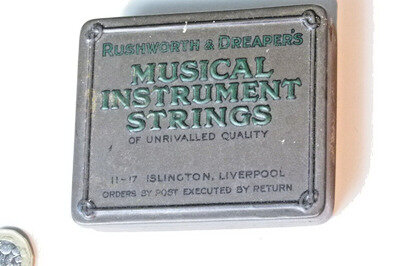 RUSHWORTH & DREAPER'S
MUSICAL
INSTRUMENT
STRINGS
OF UNRIVALLED QUALITY
11-17 ISLINGTON, LIVERPOOL
ORDERS BY POST EXECUTED BY RETURN